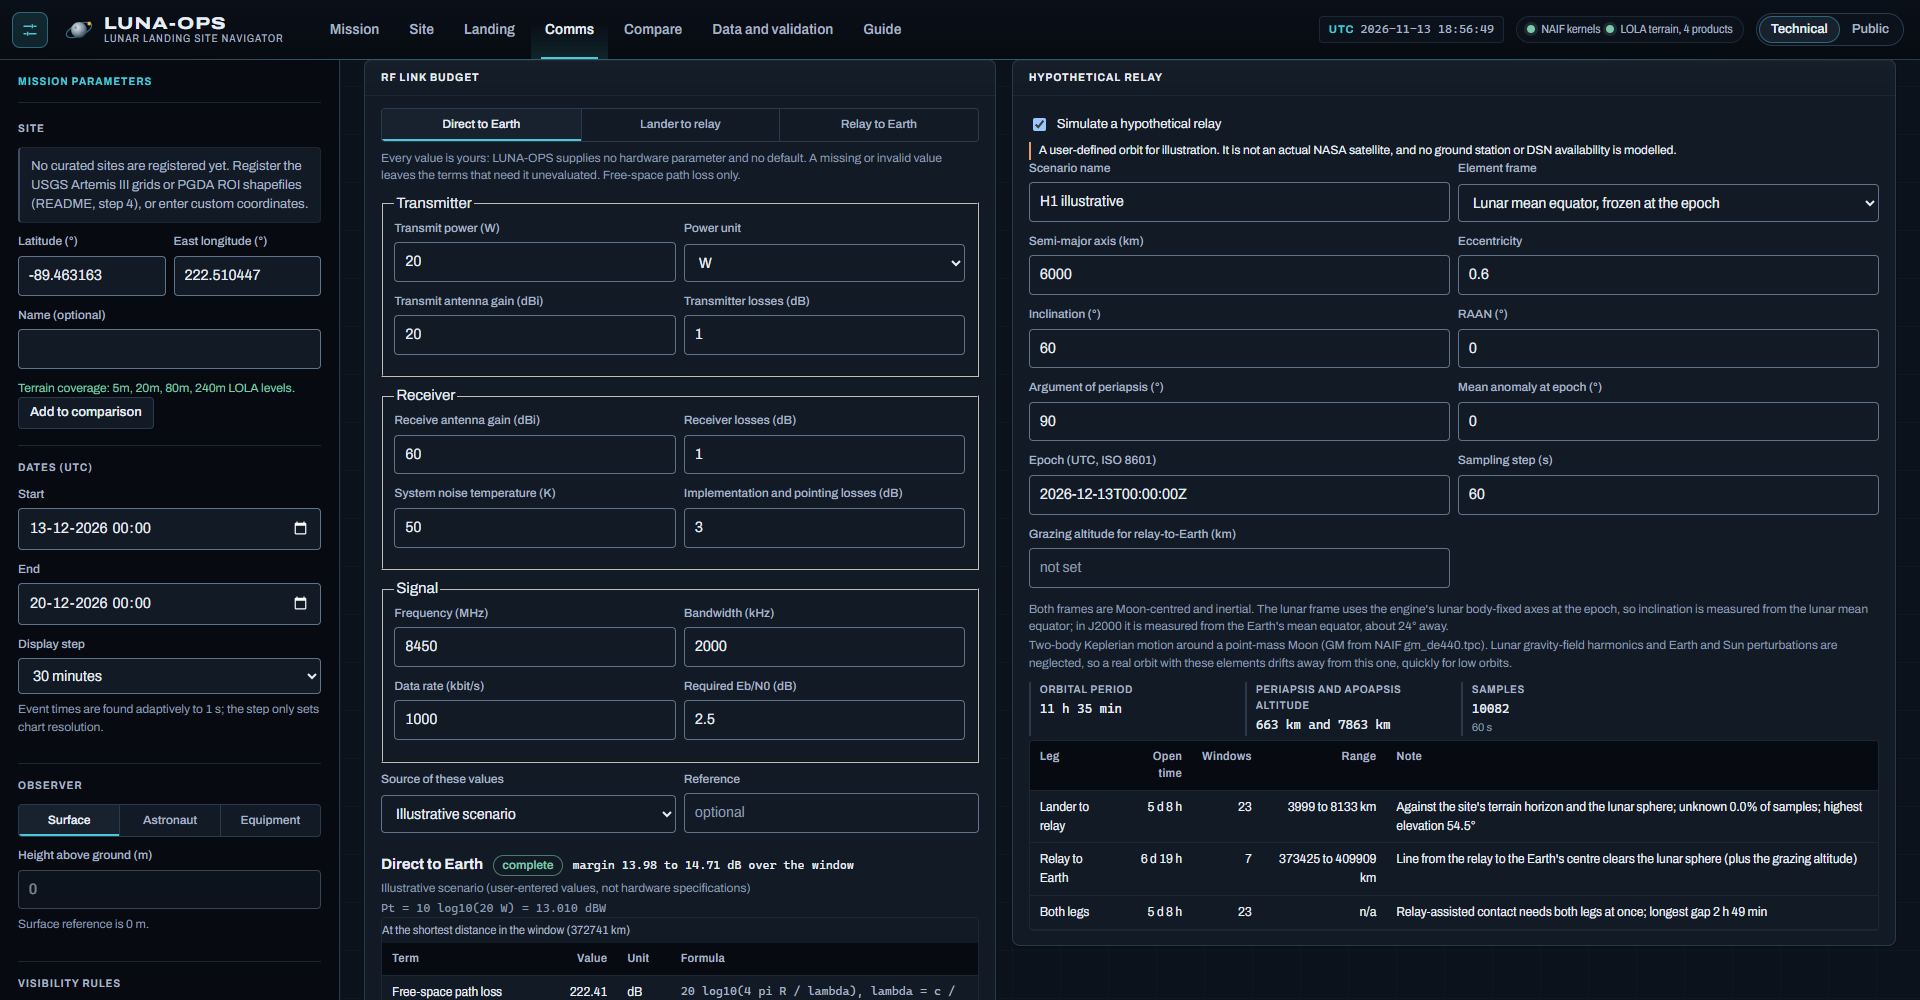 LUNA-OPS
LUNAR LANDING SITE NAVIGATOR
Mission
Site
Landing
Comms
Compare
Data and validation
Guide
UTC 2026-11-13 18:56:49
NAIF kernels
LOLA terrain, 4 products
Technical
Public
MISSION PARAMETERS
SITE
No curated sites are registered yet. Register the
USGS Artemis III grids or PGDA ROI shapefiles
(README, step 4), or enter custom coordinates.
Latitude (°)
East longitude (°)
-89.463163
222.510447
Name (optional)
Terrain coverage: 5m, 20m, 80m, 240m LOLA levels.
Add to comparison
DATES (UTC)
Start
13-12-2026 00:00
End
20-12-2026 00:00
Display step
30 minutes
Event times are found adaptively to 1 s; the step only sets
chart resolution.
OBSERVER
Surface
Astronaut
Equipment
Height above ground (m)
0
Surface reference is 0 m.
VISIBILITY RULES
RF LINK BUDGET
Direct to Earth
Lander to relay
Relay to Earth
Every value is yours: LUNA-OPS supplies no hardware parameter and no default. A missing or invalid value
leaves the terms that need it unevaluated. Free-space path loss only.
Transmitter
Transmit power (W)
Power unit
20
W
Transmit antenna gain (dBi)
Transmitter losses (dB)
20
1
Receiver
Receive antenna gain (dBi)
Receiver losses (dB)
60
1
System noise temperature (K)
Implementation and pointing losses (dB)
50
3
Signal
Frequency (MHz)
Bandwidth (kHz)
8450
2000
Data rate (kbit/s)
Required Eb/N0 (dB)
1000
2.5
Source of these values
Reference
Illustrative scenario
optional
Direct to Earth
complete
margin 13.98 to 14.71 dB over the window
Illustrative scenario (user-entered values, not hardware specifications)
Pt = 10 log10(20 W) = 13.010 dBW
At the shortest distance in the window (372741 km)
Term
Value
Unit
Formula
Free-space path loss
222.41
dB
20 log10(4 pi R / lambda), lambda = c /
HYPOTHETICAL RELAY
Simulate a hypothetical relay
A user-defined orbit for illustration. It is not an actual NASA satellite, and no ground station or DSN availability is modelled.
Scenario name
Element frame
H1 illustrative
Lunar mean equator, frozen at the epoch
Semi-major axis (km)
Eccentricity
6000
0.6
Inclination (°)
RAAN (°)
60
0
Argument of periapsis (°)
Mean anomaly at epoch (°)
90
0
Epoch (UTC, ISO 8601)
Sampling step (s)
2026-12-13T00:00:00Z
60
Grazing altitude for relay-to-Earth (km)
not set
Both frames are Moon-centred and inertial. The lunar frame uses the engine's lunar body-fixed axes at the epoch, so inclination is measured from the lunar mean
equator; in J2000 it is measured from the Earth's mean equator, about 24° away.
Two-body Keplerian motion around a point-mass Moon (GM from NAIF gm_de440.tpc). Lunar gravity-field harmonics and Earth and Sun perturbations are
neglected, so a real orbit with these elements drifts away from this one, quickly for low orbits.
ORBITAL PERIOD
11 h 35 min
PERIAPSIS AND APOAPSIS
ALTITUDE
663 km and 7863 km
SAMPLES
10082
60 s
Leg
Open
time
Windows
Range
Note
Lander to
relay
5 d 8 h
23
3999 to 8133 km
Against the site's terrain horizon and the lunar sphere; unknown 0.0% of samples; highest
elevation 54.5°
Relay to
Earth
6 d 19 h
7
373425 to 409909
km
Line from the relay to the Earth's centre clears the lunar sphere (plus the grazing altitude)
Both legs
5 d 8 h
23
n/a
Relay-assisted contact needs both legs at once; longest gap 2 h 49 min